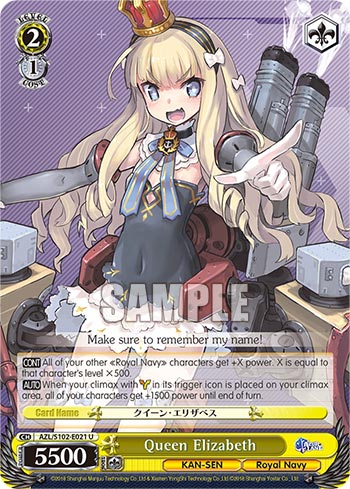 LEVEL
2
1
COST
SAMPLE
Make sure to remember my name!
CONT All of your other ≪Royal Navy≫ characters get +X power. X is equal to
that character's level ×500.
AUTO When your climax with in its trigger icon is placed on your climax
area, all of your characters get +1500 power until end of turn.
Card Name クイーン・エリザベス
CH AZL/S102-E021 U
Queen Elizabeth
5500
KAN-SEN Royal Navy